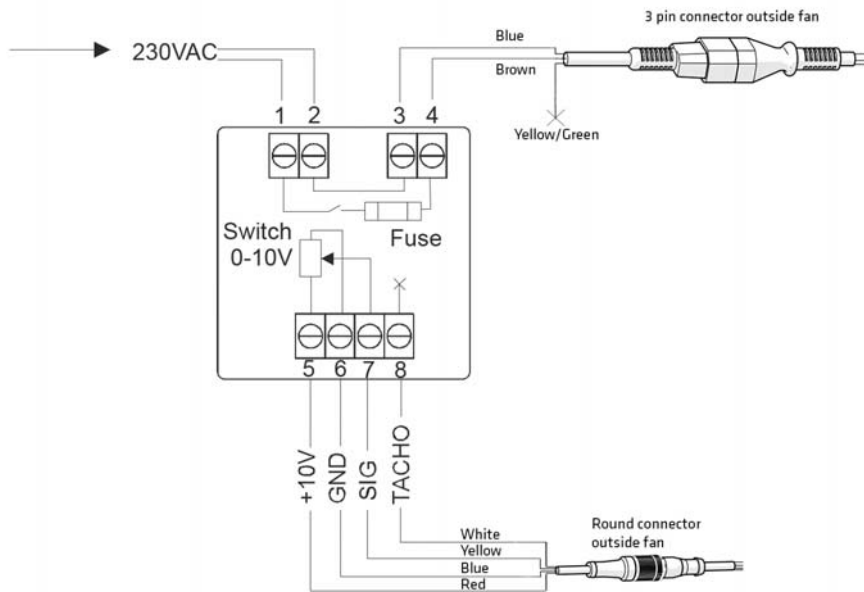 3 pin connector outside fan
230VAC
Blue
Brown
Yellow/Green
1 2 3 4
Switch
0-10V
Fuse
5 6 7 8
+10V
GND
SIG
TACHO
White
Yellow
Blue
Red
Round connector
outside fan